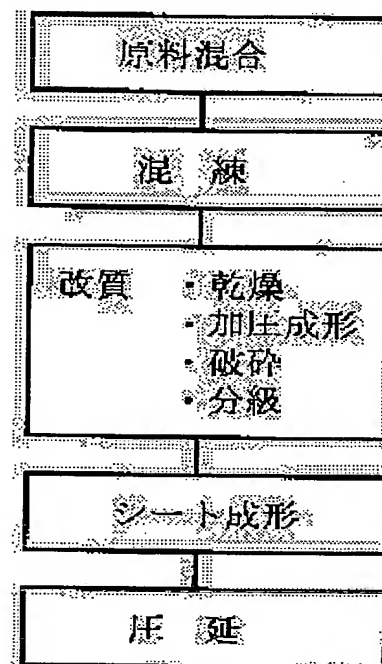 原料混合
混 練
改質 ・乾燥
・加圧成形
・破砕
・分級
シート成形
圧 延